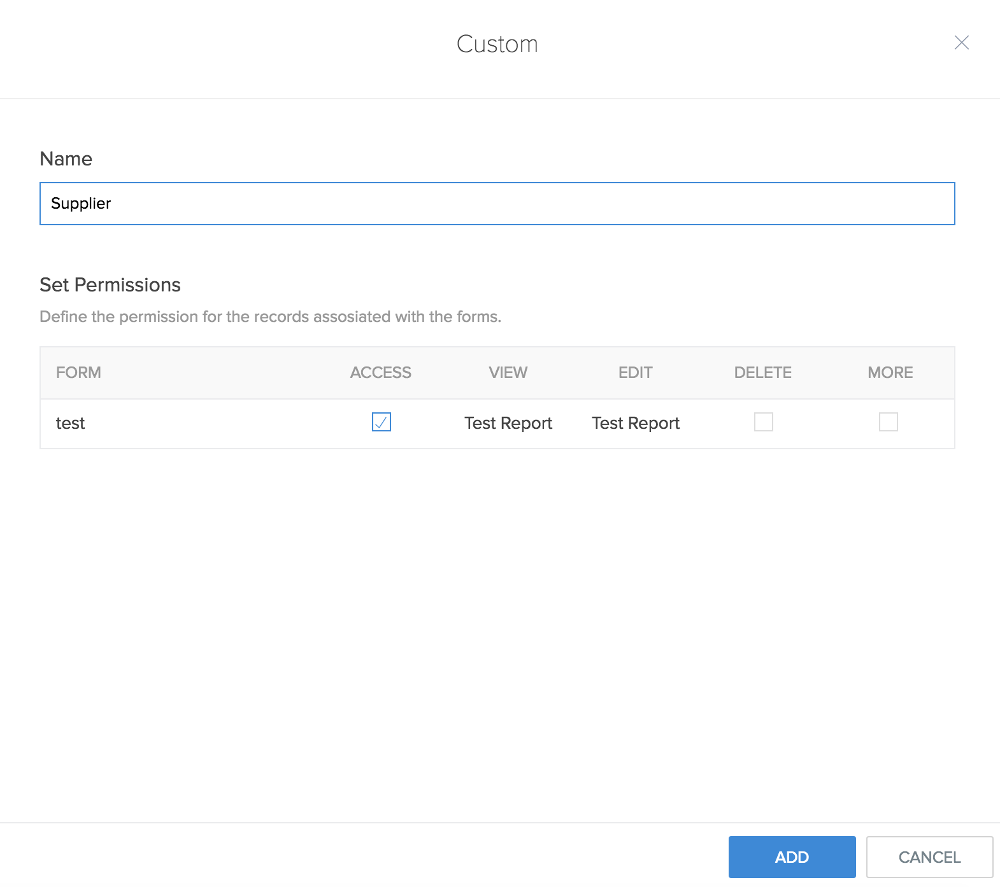 Custom
Name
Supplier
Set Permissions
Define the permission for the records assosiated with the forms.
FORM ACCESS VIEW EDIT DELETE MORE
test Test Report Test Report
ADD CANCEL